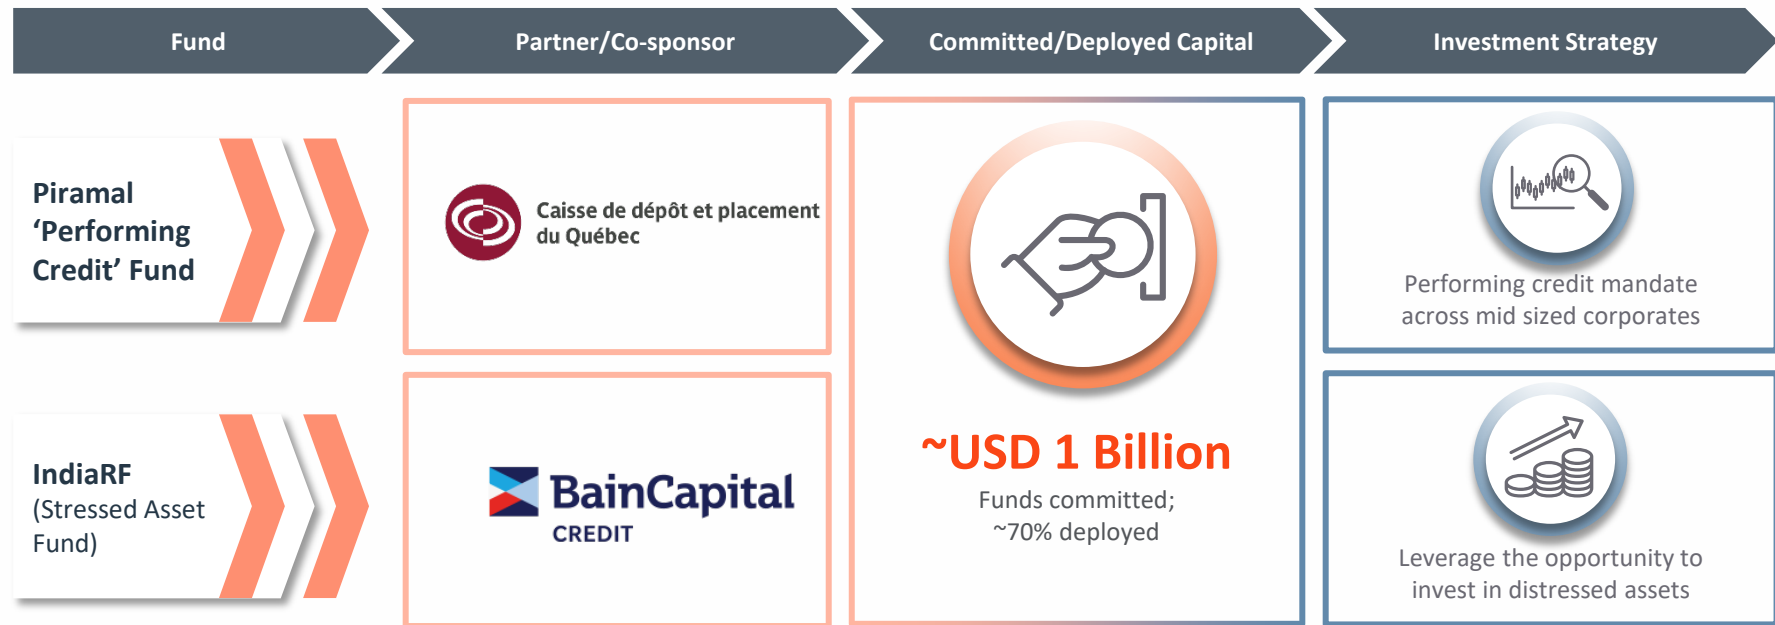 Fund
Partner/Co-sponsor
Committed/Deployed Capital
Investment Strategy
Piramal
‘Performing
Credit’ Fund
Caisse de dépôt et placement
du Québec
Performing credit mandate
across mid sized corporates
IndiaRF
(Stressed Asset
Fund)
BainCapital
CREDIT
~USD 1 Billion
Funds committed;
~70% deployed
Leverage the opportunity to
invest in distressed assets